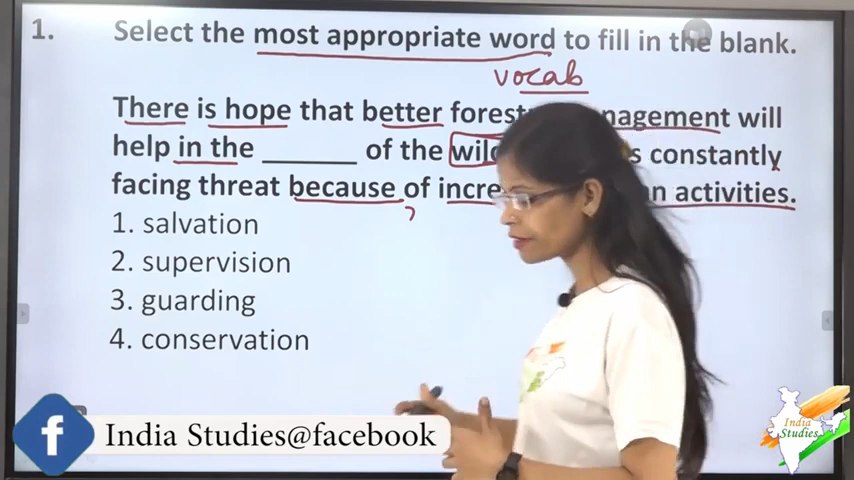 1. Select the most appropriate word to fill in the blank.
vocab
There is hope that better forest nagement will
help in the ______ of the wil s constantly
facing threat because of incre n activities.
1. salvation
2. supervision
3. guarding
4. conservation
f India Studies@facebook
India
Studies